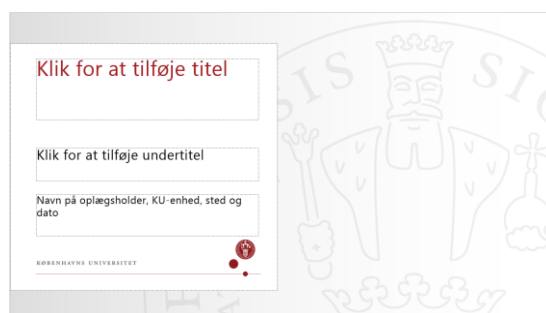 Klik for at tilføje titel
Klik for at tilføje undertitel
Navn på oplægsholder, KU-enhed, sted og
dato
KØBENHAVNS UNIVERSITET